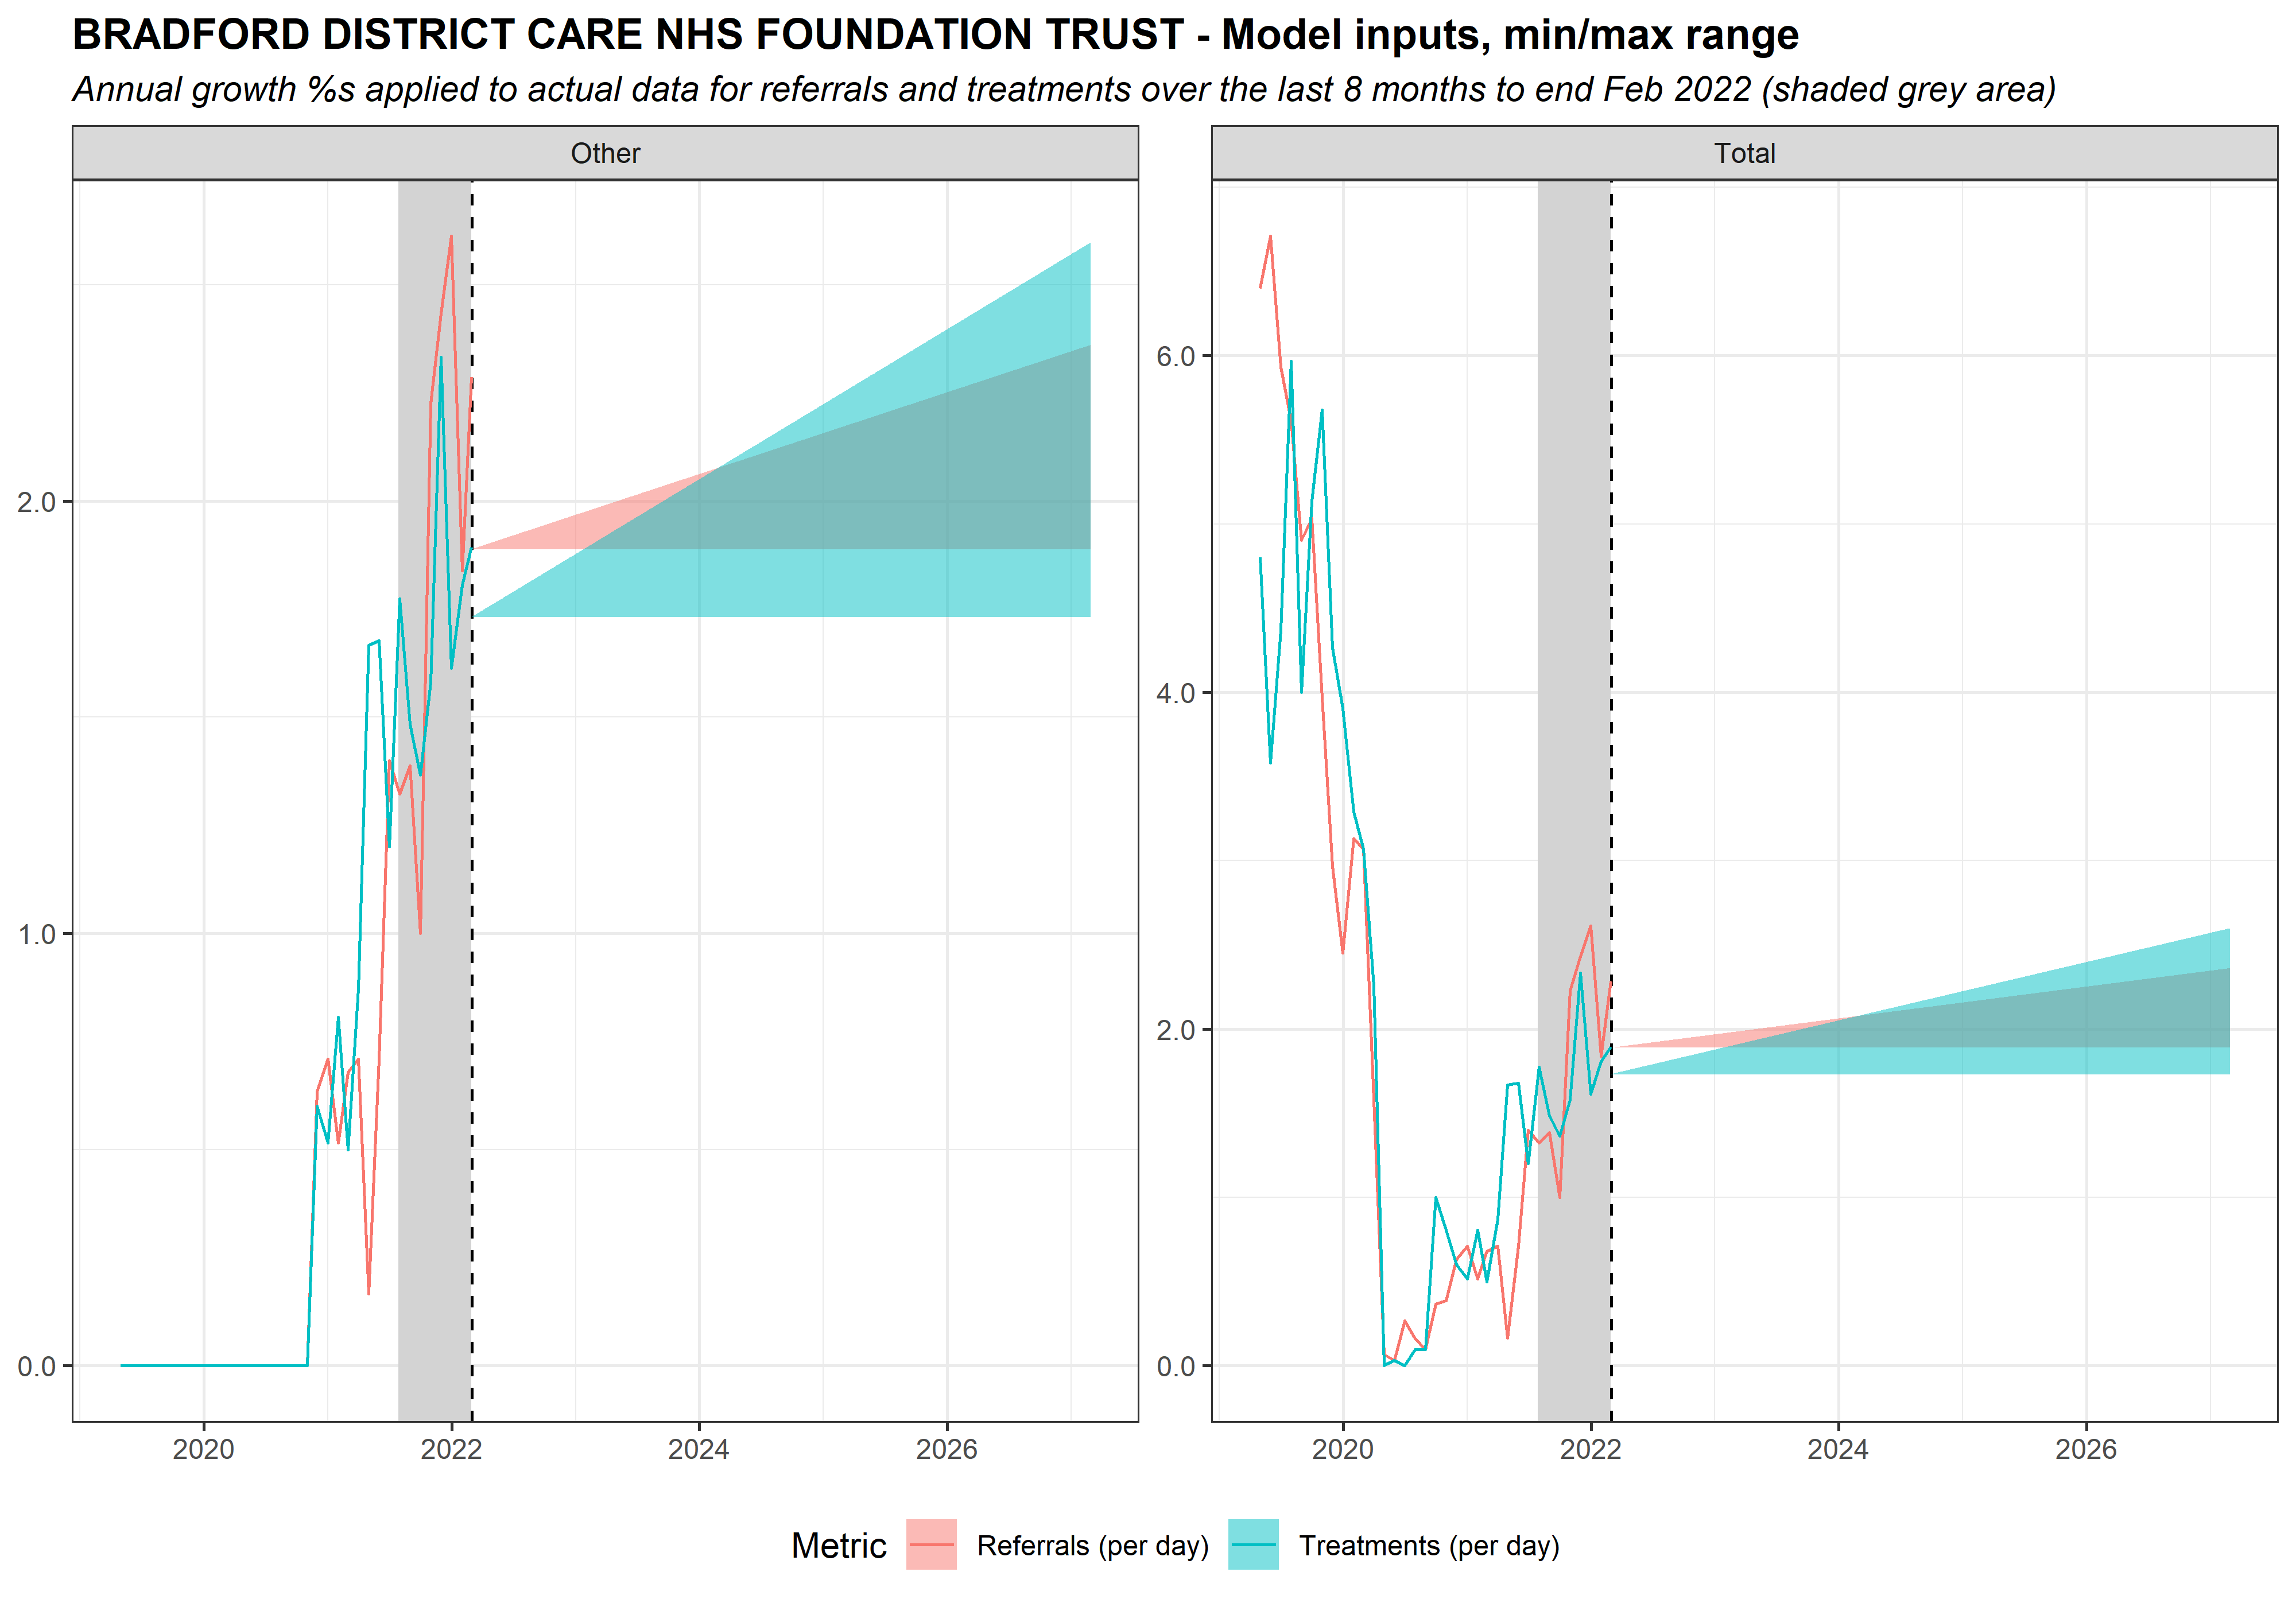 BRADFORD DISTRICT CARE NHS FOUNDATION TRUST - Model inputs, min/max range
Annual growth %s applied to actual data for referrals and treatments over the last 8 months to end Feb 2022 (shaded grey area)
Other
Total
2.0
1.0
0.0
6.0
4.0
2.0
0.0
2020
2022
2024
2026
2020
2022
2024
2026
Metric
Referrals (per day)
Treatments (per day)